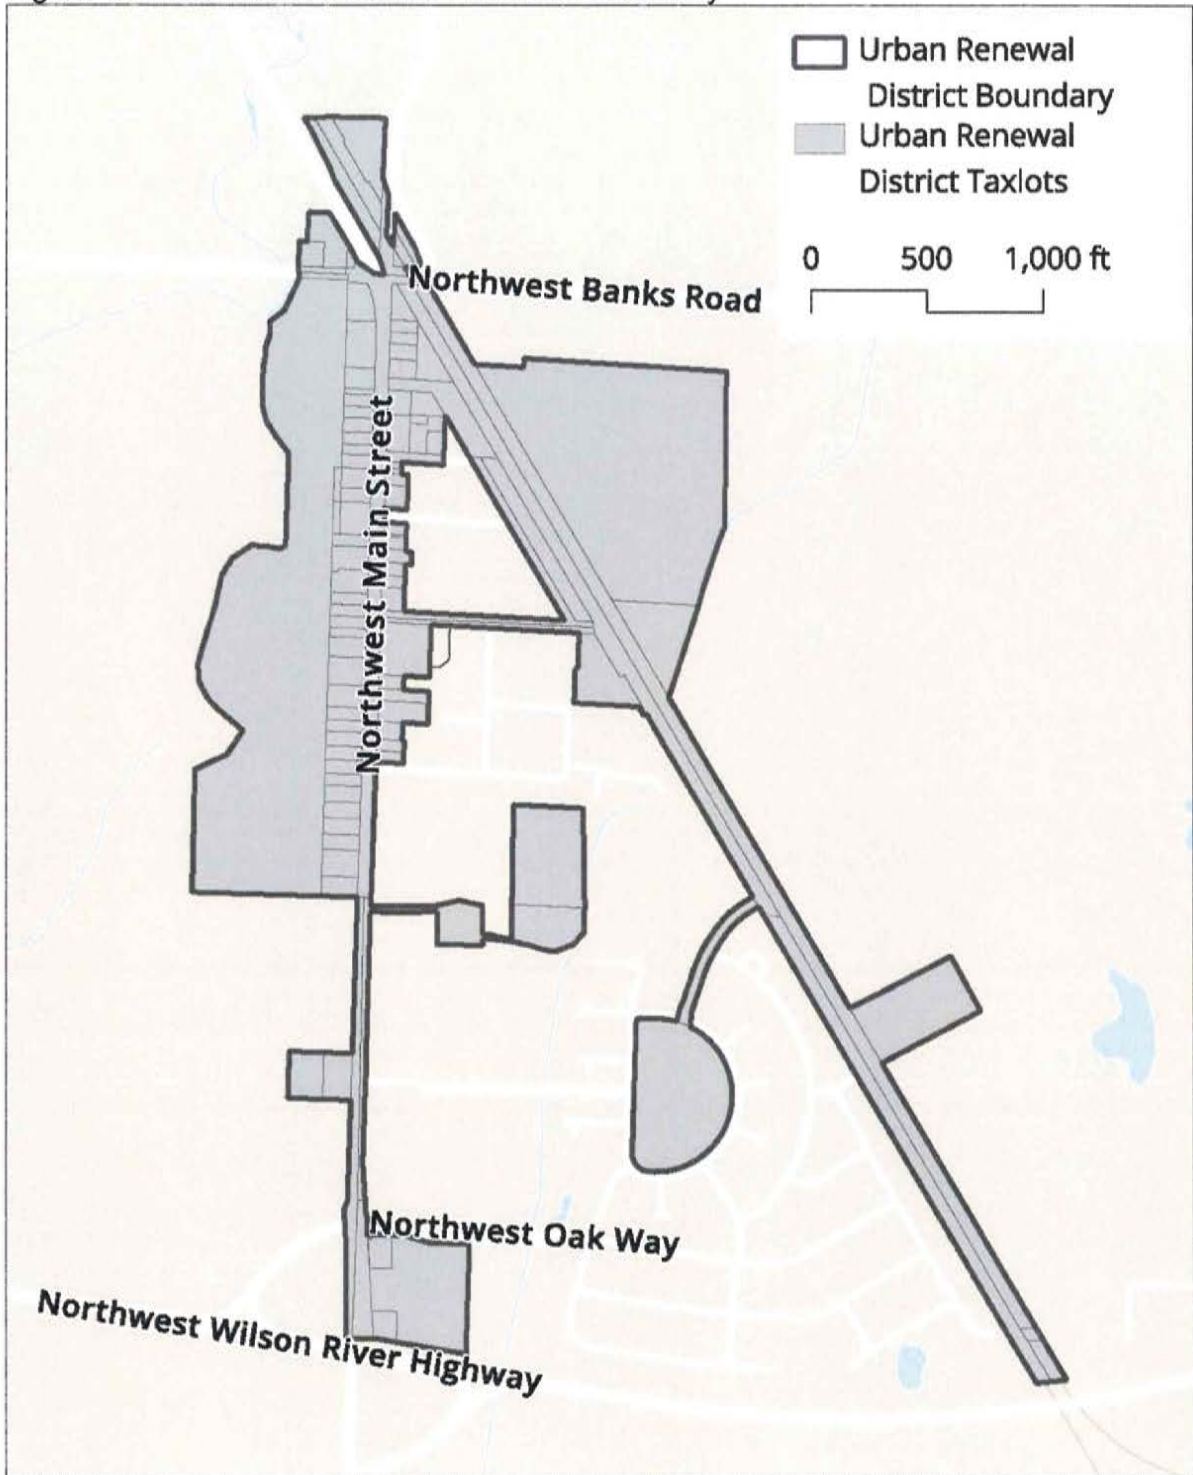 Urban Renewal
District Boundary
Urban Renewal
District Taxlots
0 500 1,000 ft
Northwest Banks Road
Northwest Main Street
Northwest Oak Way
Northwest Wilson River Highway